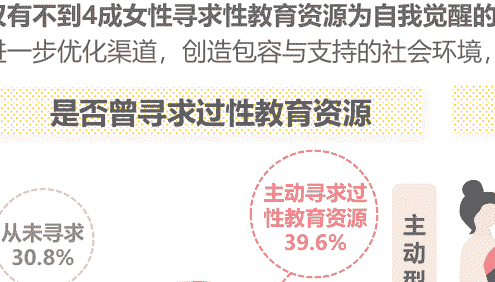 有不到4成女性寻求性教育资源为自我觉醒的
一步优化渠道，创造包容与支持的社会环境，
是否曾寻求过性教育资源
主动寻求过
性教育资源
39.6%
从未寻求
30.8%
主
动
型